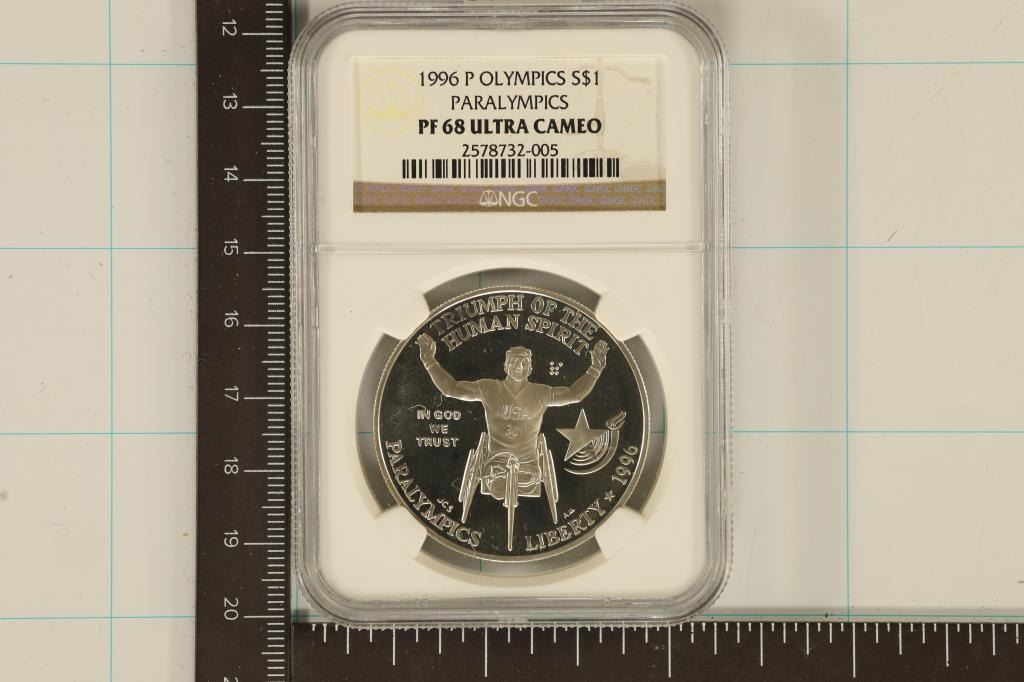 1996 P OLYMPICS S$1
PARALYMPICS
PF 68 ULTRA CAMEO
2578732-005
NGC
TRIUMPH OF THE
HUMAN SPIRIT
USA
IN GOD
WE
TRUST
JCS
PARALYMPICS
LIBERTY ★ 1996
12
13
14
15
16
17
18
19
20